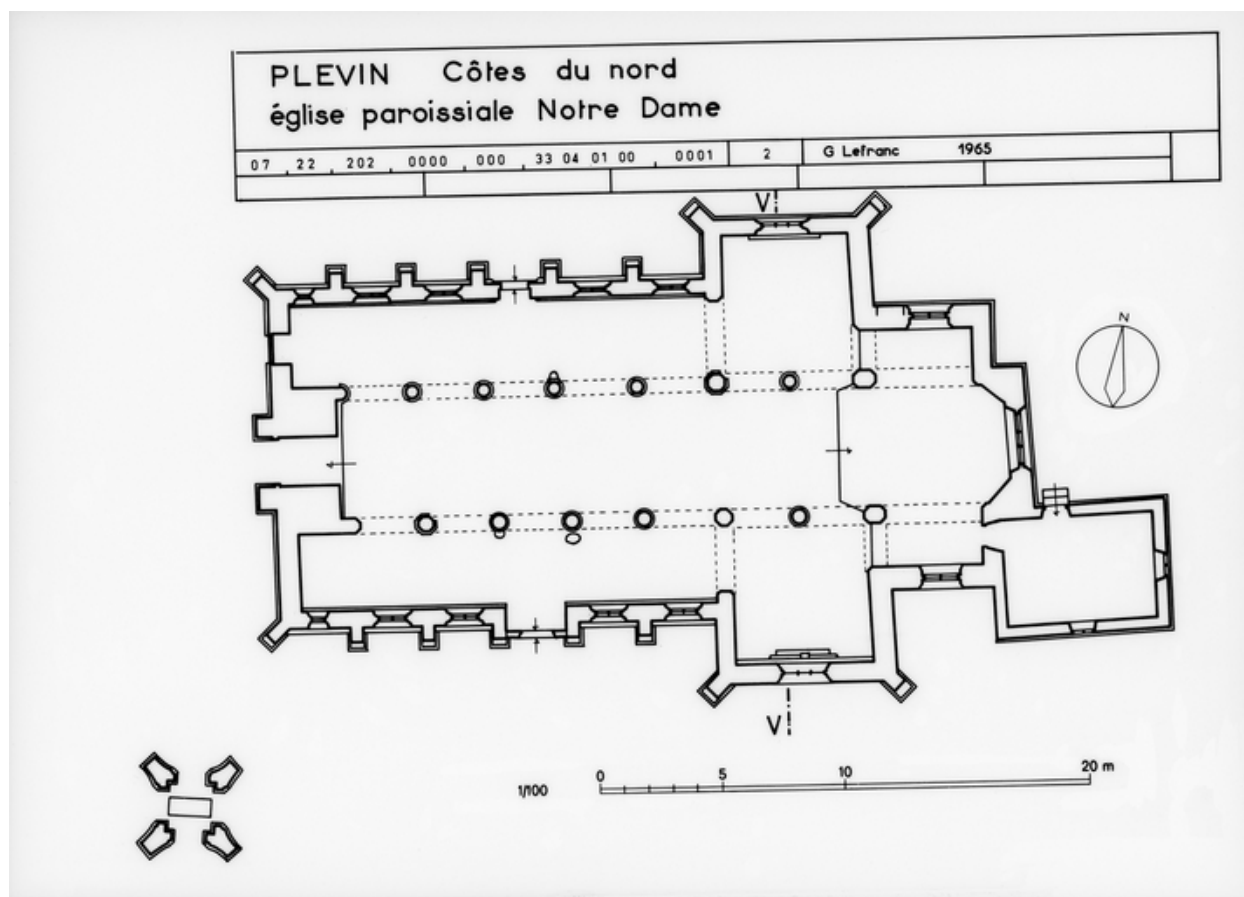 PLEVIN Côtes du nord
église paroissiale Notre Dame
07 22 202 0000 000 33 04 01 00 0001 2 G Lefranc 1965
V
N
V
1/100 0 5 10 20 m